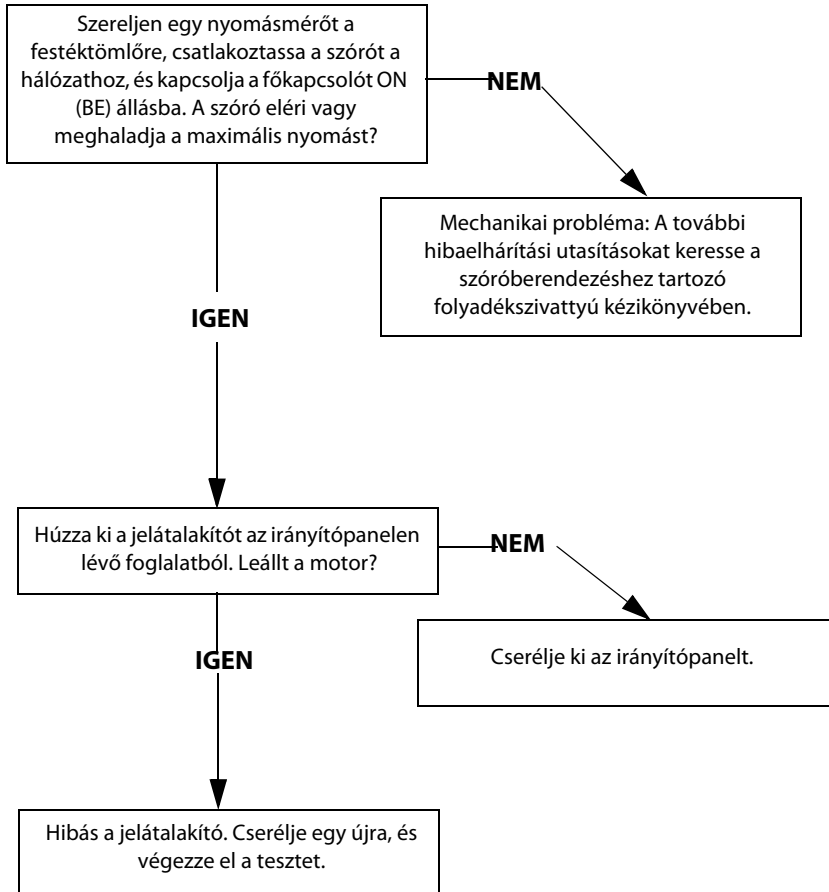 Szereljen egy nyomásmérőt a
festéktömlőre, csatlakoztassa a szórót a
hálózathoz, és kapcsolja a főkapcsolót ON
(BE) állásba. A szóró eléri vagy
meghaladja a maximális nyomást?
NEM
Mechanikai probléma: A további
hibaelhárítási utasításokat keresse a
szóróberendezéshez tartozó
folyadékszivattyú kézikönyvében.
IGEN
Húzza ki a jelátalakítót az irányítópanelen
lévő foglalatból. Leállt a motor?
NEM
Cserélje ki az irányítópanelt.
IGEN
Hibás a jelátalakító. Cserélje egy újra, és
végezze el a tesztet.